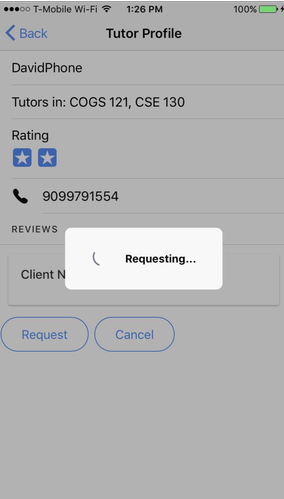 T-Mobile Wi-Fi 1:26 PM 100%
Back Tutor Profile
DavidPhone
Tutors in: COGS 121, CSE 130
Rating
9099791554
REVIEWS
Requesting...
Client N
Request Cancel